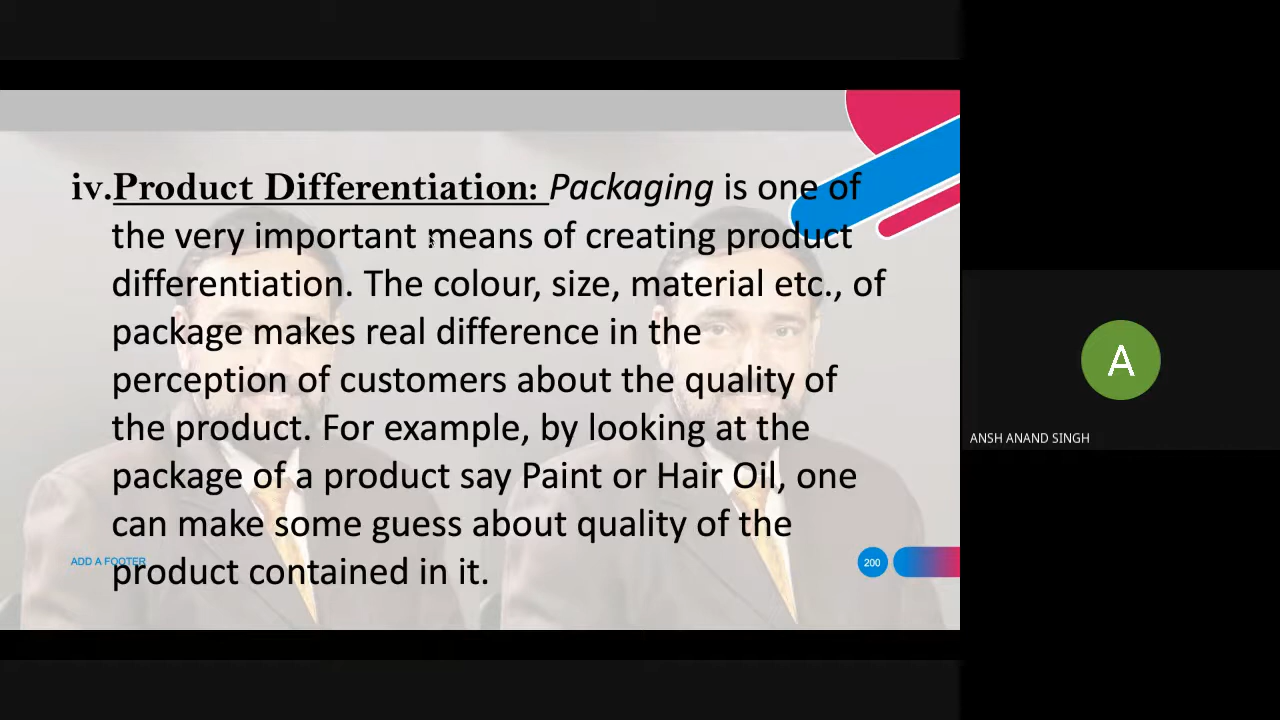 iv.Product Differentiation: Packaging is one of
the very important means of creating product
differentiation. The colour, size, material etc., of
package makes real difference in the
perception of customers about the quality of
the product. For example, by looking at the
package of a product say Paint or Hair Oil, one
can make some guess about quality of the
product contained in it.
ADD A FOOTER
200
A
ANSH ANAND SINGH